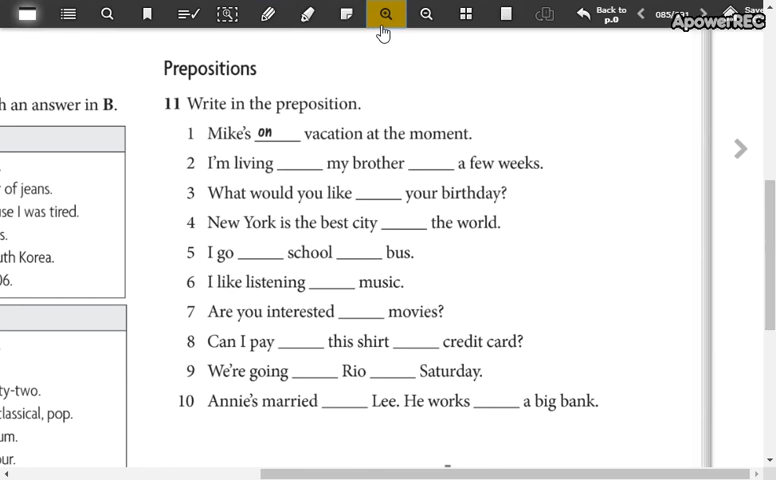 Back to
p.0
085/
Save
ApowerREC
Prepositions
h an answer in B.
11 Write in the preposition.
1 Mike's on vacation at the moment.
2 I'm living ______ my brother ______ a few weeks.
of jeans.
3 What would you like ______ your birthday?
se I was tired.
4 New York is the best city ______ the world.
s.
5 I go ______ school ______ bus.
uth Korea.
06.
6 I like listening ______ music.
7 Are you interested ______ movies?
8 Can I pay ______ this shirt ______ credit card?
9 We're going ______ Rio ______ Saturday.
ty-two.
10 Annie's married ______ Lee. He works ______ a big bank.
classical, pop.
um.
our.